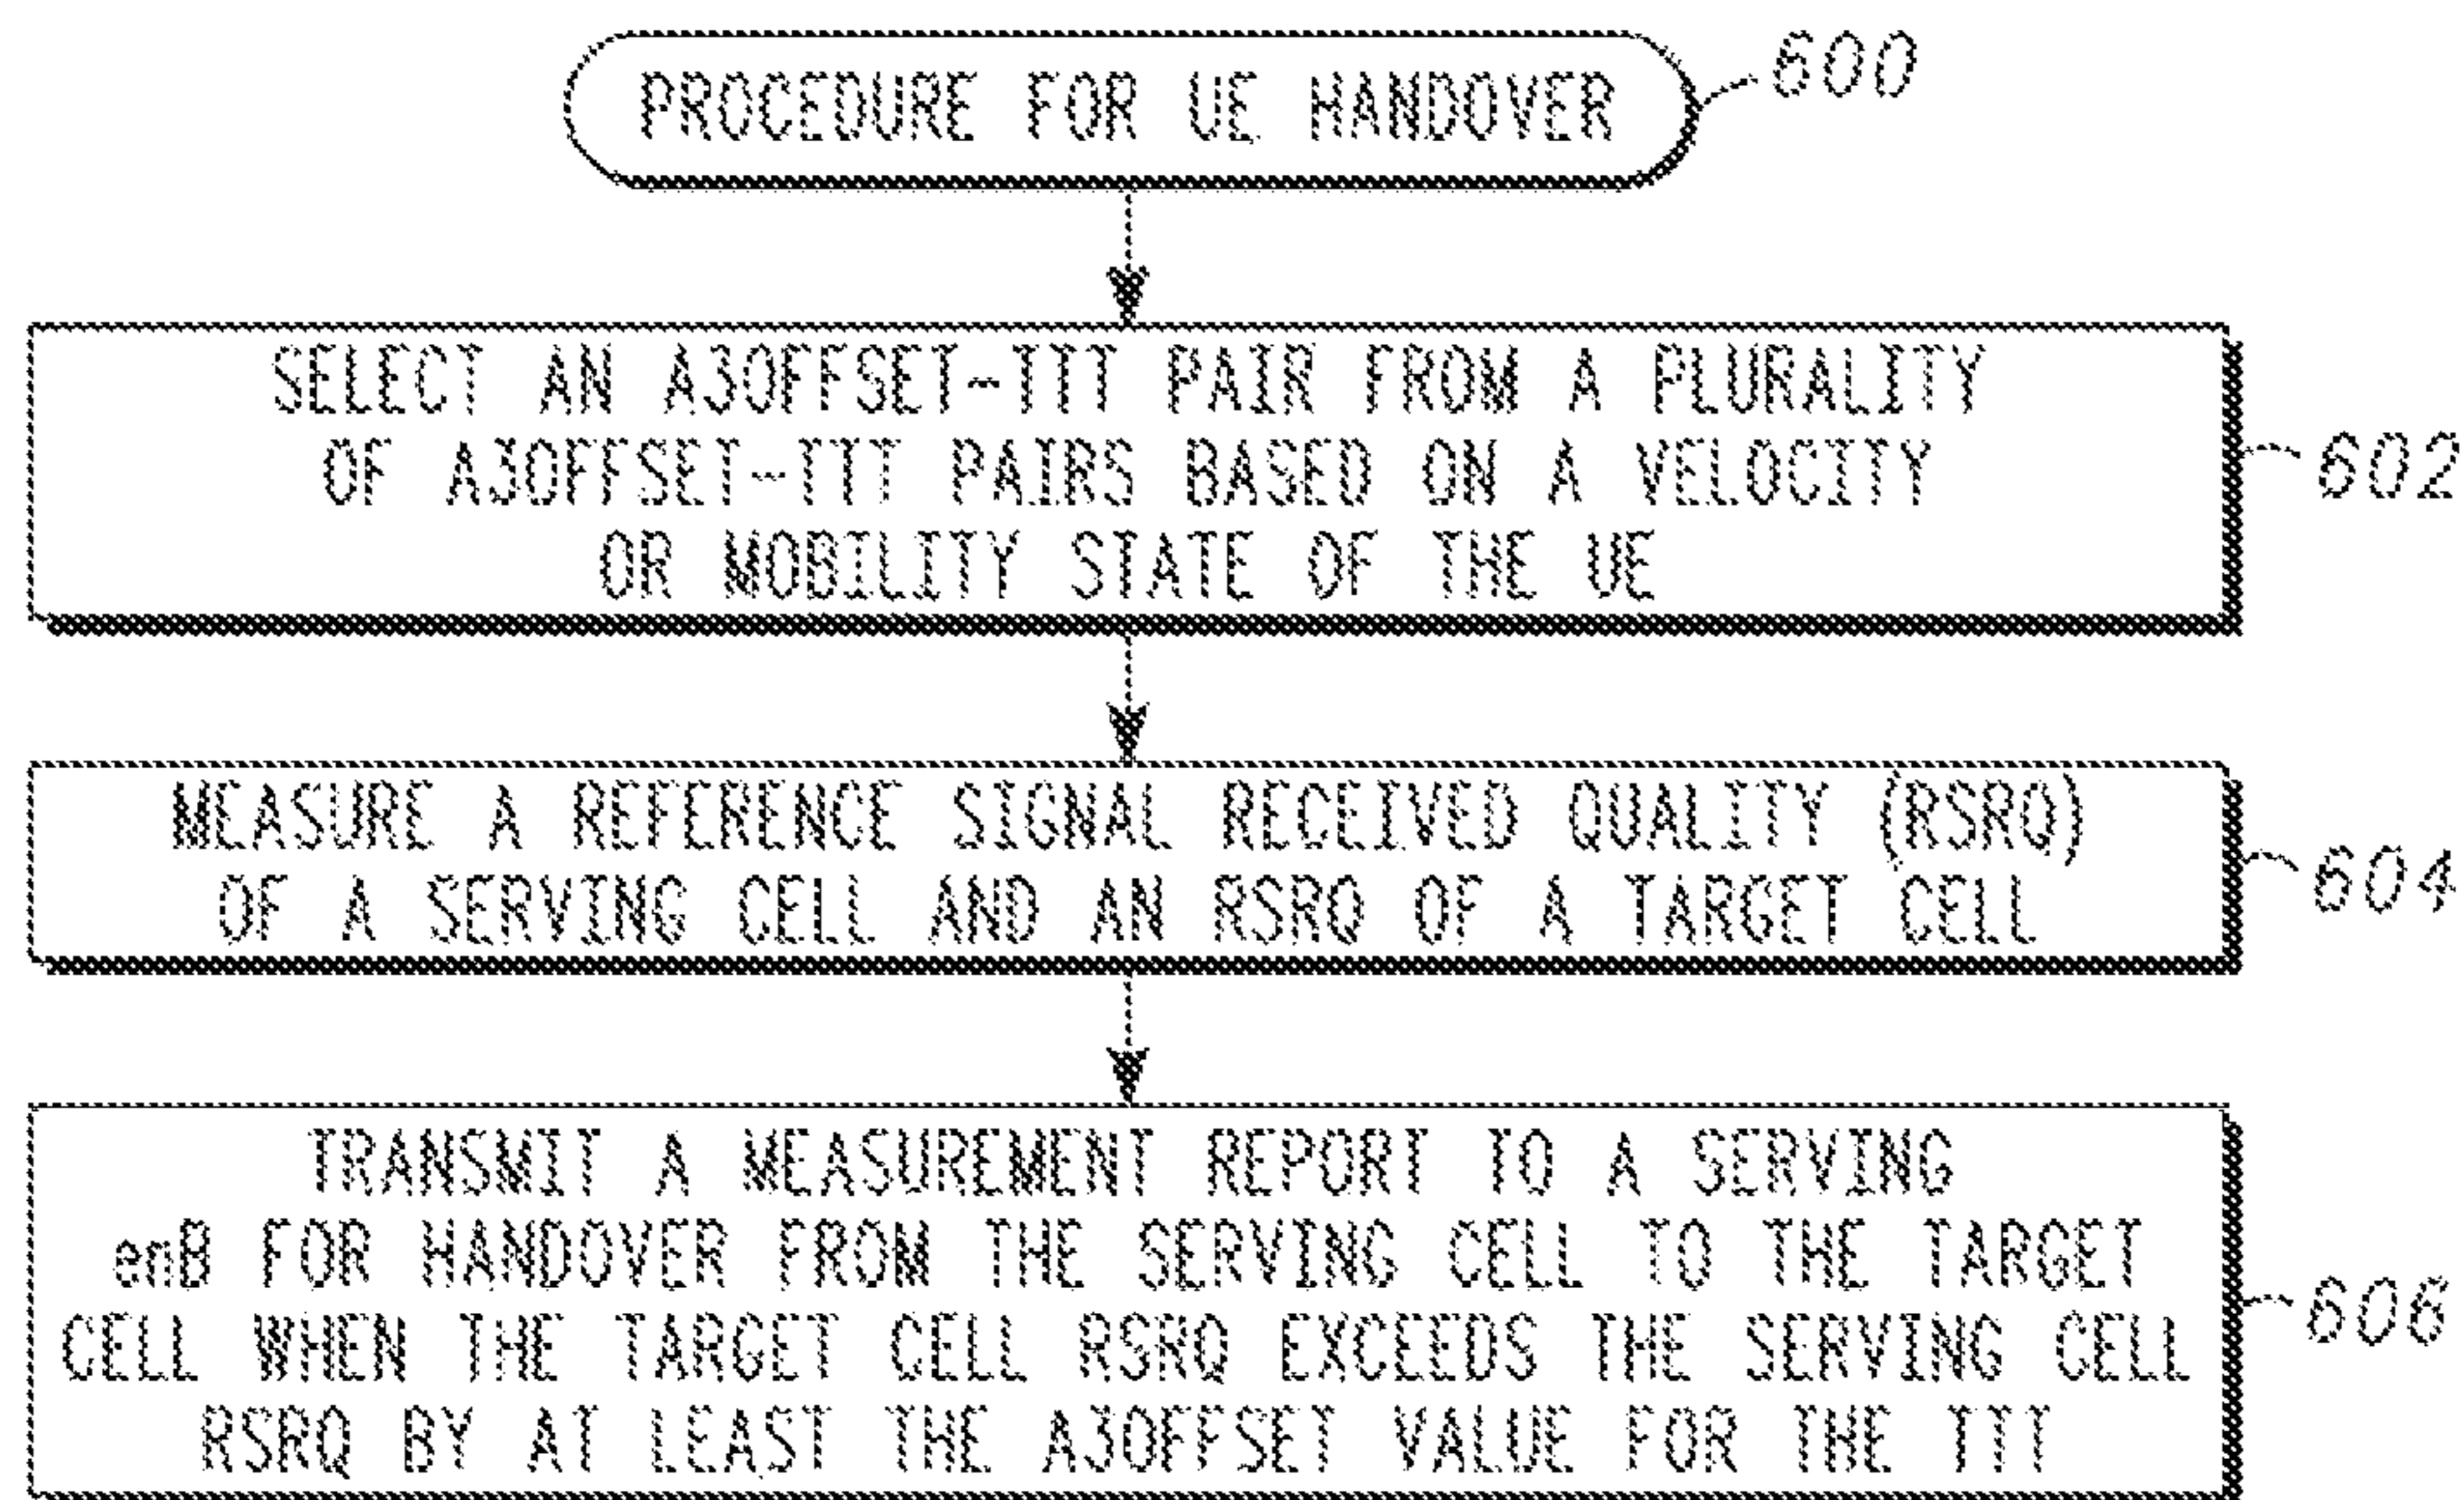 PROCEDURE FOR UE HANDOVER
600
SELECT AN A3OFFSET-TTT PAIR FROM A PLURALITY
OF A3OFFSET-TTT PAIRS BASED ON A VELOCITY
OR MOBILITY STATE OF THE UE
602
MEASURE A REFERENCE SIGNAL RECEIVED QUALITY (RSRQ)
OF A SERVING CELL AND AN RSRQ OF A TARGET CELL
604
TRANSMIT A MEASUREMENT REPORT TO A SERVING
enB FOR HANDOVER FROM THE SERVING CELL TO THE TARGET
CELL WHEN THE TARGET CELL RSRQ EXCEEDS THE SERVING CELL
RSRQ BY AT LEAST THE A3OFFSET VALUE FOR THE TTT
606